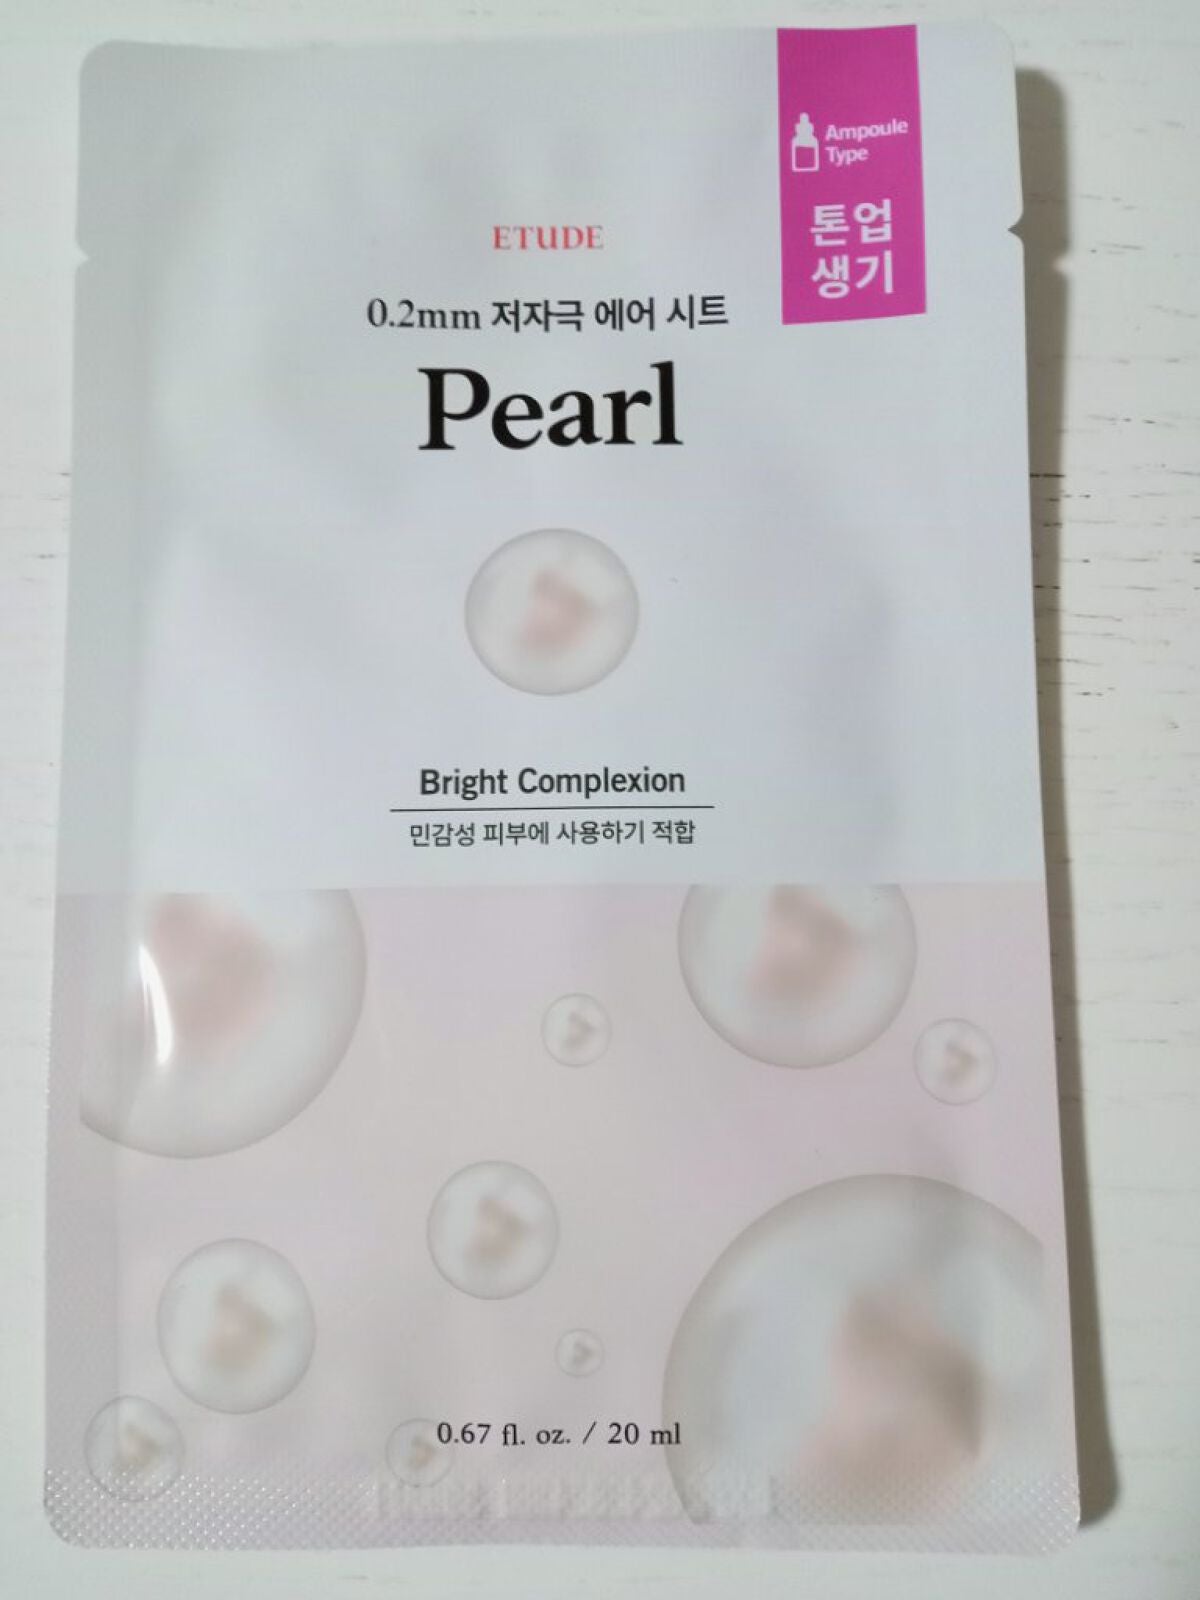 Ampoule
Type
톤업
생기
ETUDE
0.2mm 저자극 에어 시트
Pearl
Bright Complexion
민감성 피부에 사용하기 적합
0.67 fl. oz. / 20 ml